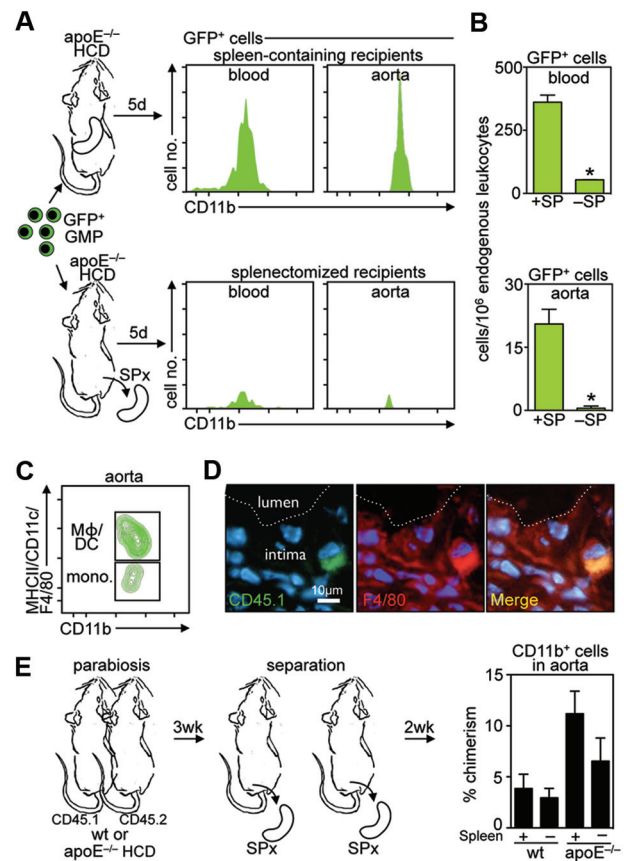 A
apoE–/–
HCD
5d
GFP+
GMP
apoE–/–
HCD
5d
SPx
GFP+ cells
spleen-containing recipients
blood
aorta
cell no.
CD11b
splenectomized recipients
blood
aorta
cell no.
CD11b
B
GFP+ cells
blood
500
250
0
*
+SP –SP
cells/10^6 endogenous leukocytes
GFP+ cells
aorta
30
15
0
*
+SP –SP
C
aorta
MHCII/CD11c/
F4/80
Mϕ/
DC
mono.
CD11b
D
lumen
intima
10µm
CD45.1
F4/80
Merge
E
parabiosis
CD45.1 CD45.2
wt or
apoE–/– HCD
3wk
separation
SPx
SPx
2wk
CD11b+ cells
in aorta
% chimerism
15
10
5
0
Spleen + – + –
wt apoE–/–